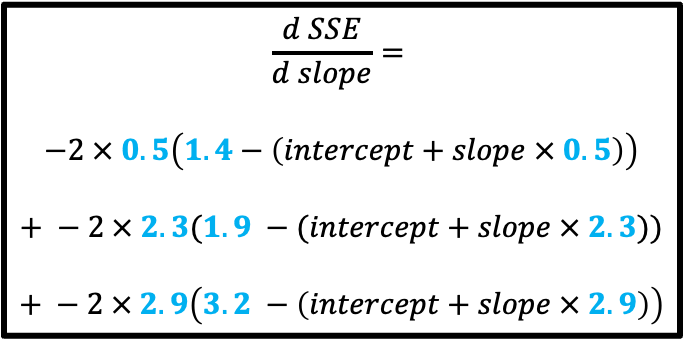 d SSE
d slope
=
−2 × 0.5(1.4 − (intercept + slope × 0.5))
+ − 2 × 2.3(1.9 − (intercept + slope × 2.3))
+ − 2 × 2.9(3.2 − (intercept + slope × 2.9))